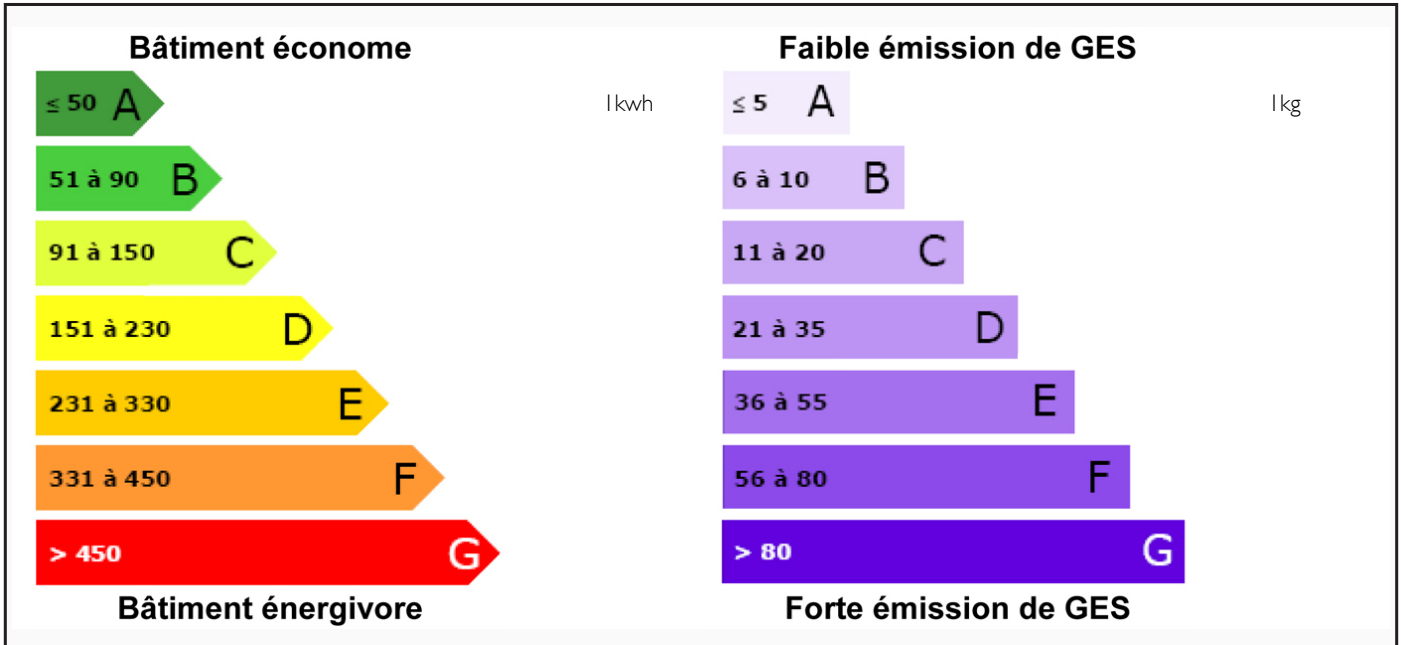 Bâtiment économe
≤ 50 A
1kwh
51 à 90 B
91 à 150 C
151 à 230 D
231 à 330 E
331 à 450 F
> 450 G
Bâtiment énergivore
Faible émission de GES
≤ 5 A
1kg
6 à 10 B
11 à 20 C
21 à 35 D
36 à 55 E
56 à 80 F
> 80 G
Forte émission de GES